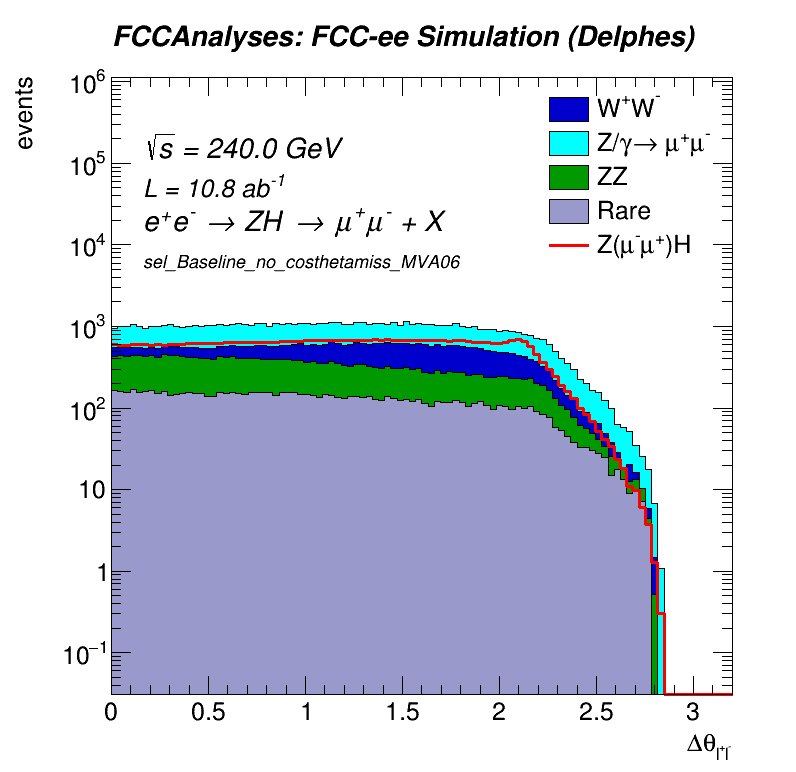 FCCAnalyses: FCC-ee Simulation (Delphes)
events
10⁶
10⁵
10⁴
10³
10²
10
1
10⁻¹
√s = 240.0 GeV
L = 10.8 ab⁻¹
e⁺e⁻ → ZH → μ⁺μ⁻ + X
sel_Baseline_no_costhetamiss_MVA06
W⁺W⁻
Z/γ→ μ⁺μ⁻
ZZ
Rare
Z(μ⁻μ⁺)H
0 0.5 1 1.5 2 2.5 3
Δθ_l⁺l⁻